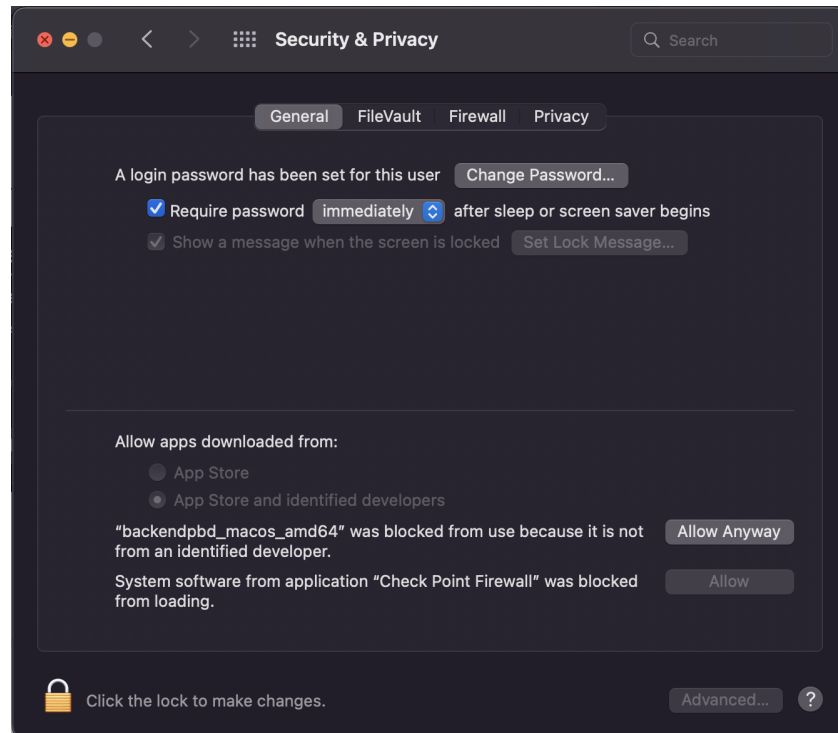 Security & Privacy
Search
General FileVault Firewall Privacy
A login password has been set for this user Change Password...
Require password immediately after sleep or screen saver begins
Show a message when the screen is locked Set Lock Message...
Allow apps downloaded from:
App Store
App Store and identified developers
“backendpbd_macos_amd64” was blocked from use because it is not Allow Anyway
from an identified developer.
System software from application “Check Point Firewall” was blocked Allow
from loading.
Click the lock to make changes. Advanced... ?